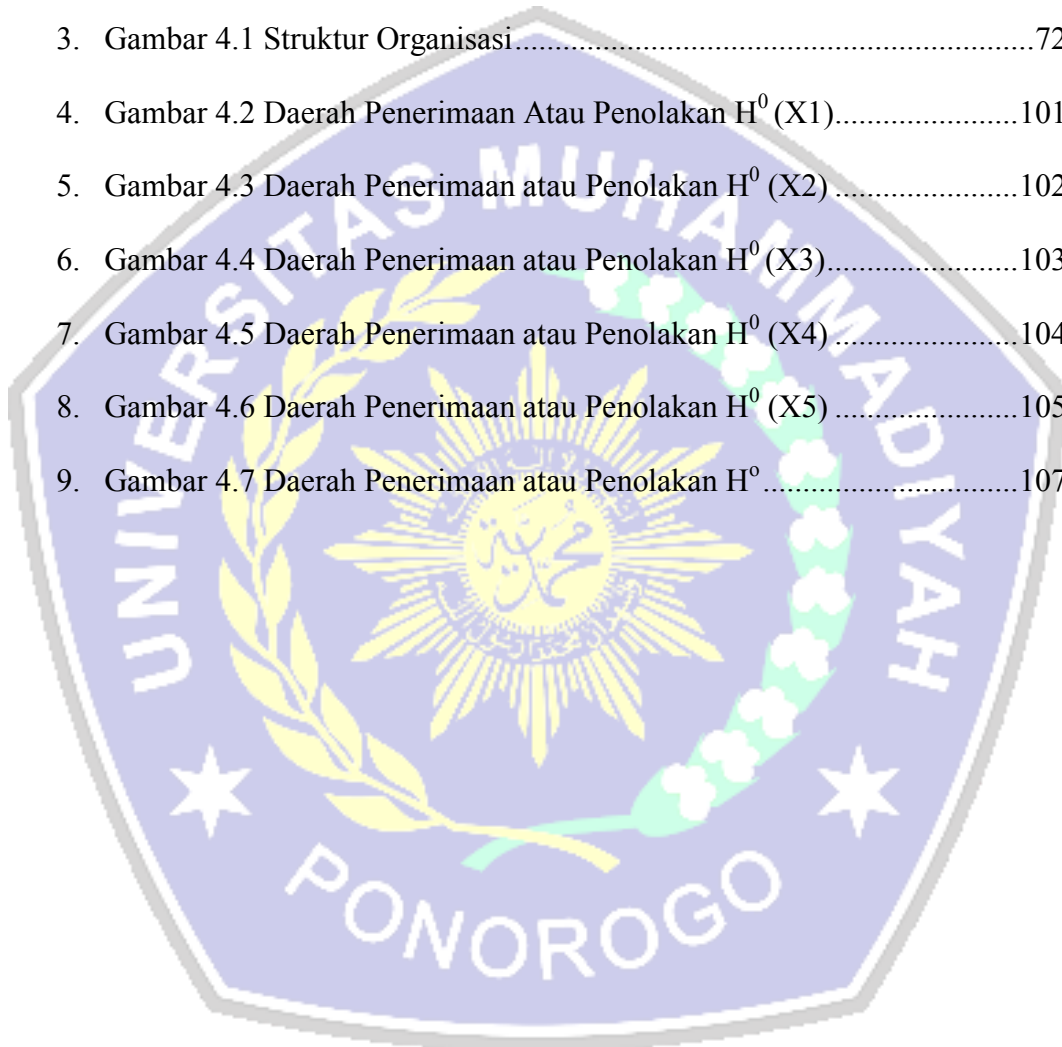 3. Gambar 4.1 Struktur Organisasi................................................................72
4. Gambar 4.2 Daerah Penerimaan Atau Penolakan H⁰ (X1)......................101
5. Gambar 4.3 Daerah Penerimaan atau Penolakan H⁰ (X2) ......................102
6. Gambar 4.4 Daerah Penerimaan atau Penolakan H⁰ (X3).......................103
7. Gambar 4.5 Daerah Penerimaan atau Penolakan H⁰ (X4) ......................104
8. Gambar 4.6 Daerah Penerimaan atau Penolakan H⁰ (X5) ......................105
9. Gambar 4.7 Daerah Penerimaan atau Penolakan Hᵒ ..............................107
UNIVERSITAS MUHAMMADIYAH
PONOROGO